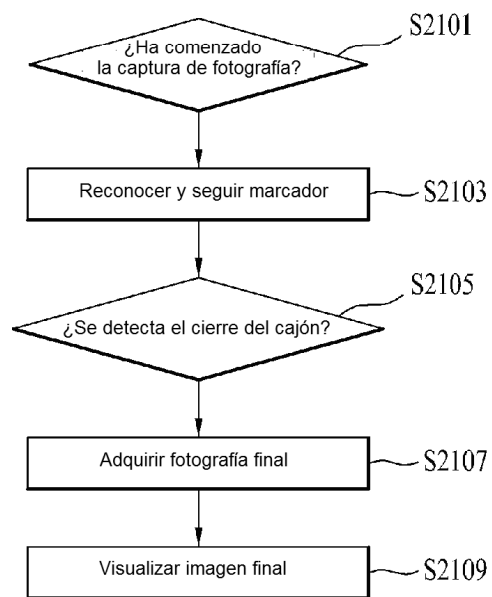 S2101
¿Ha comenzado
la captura de fotografía?
Reconocer y seguir marcador
S2103
S2105
¿Se detecta el cierre del cajón?
Adquirir fotografía final
S2107
Visualizar imagen final
S2109